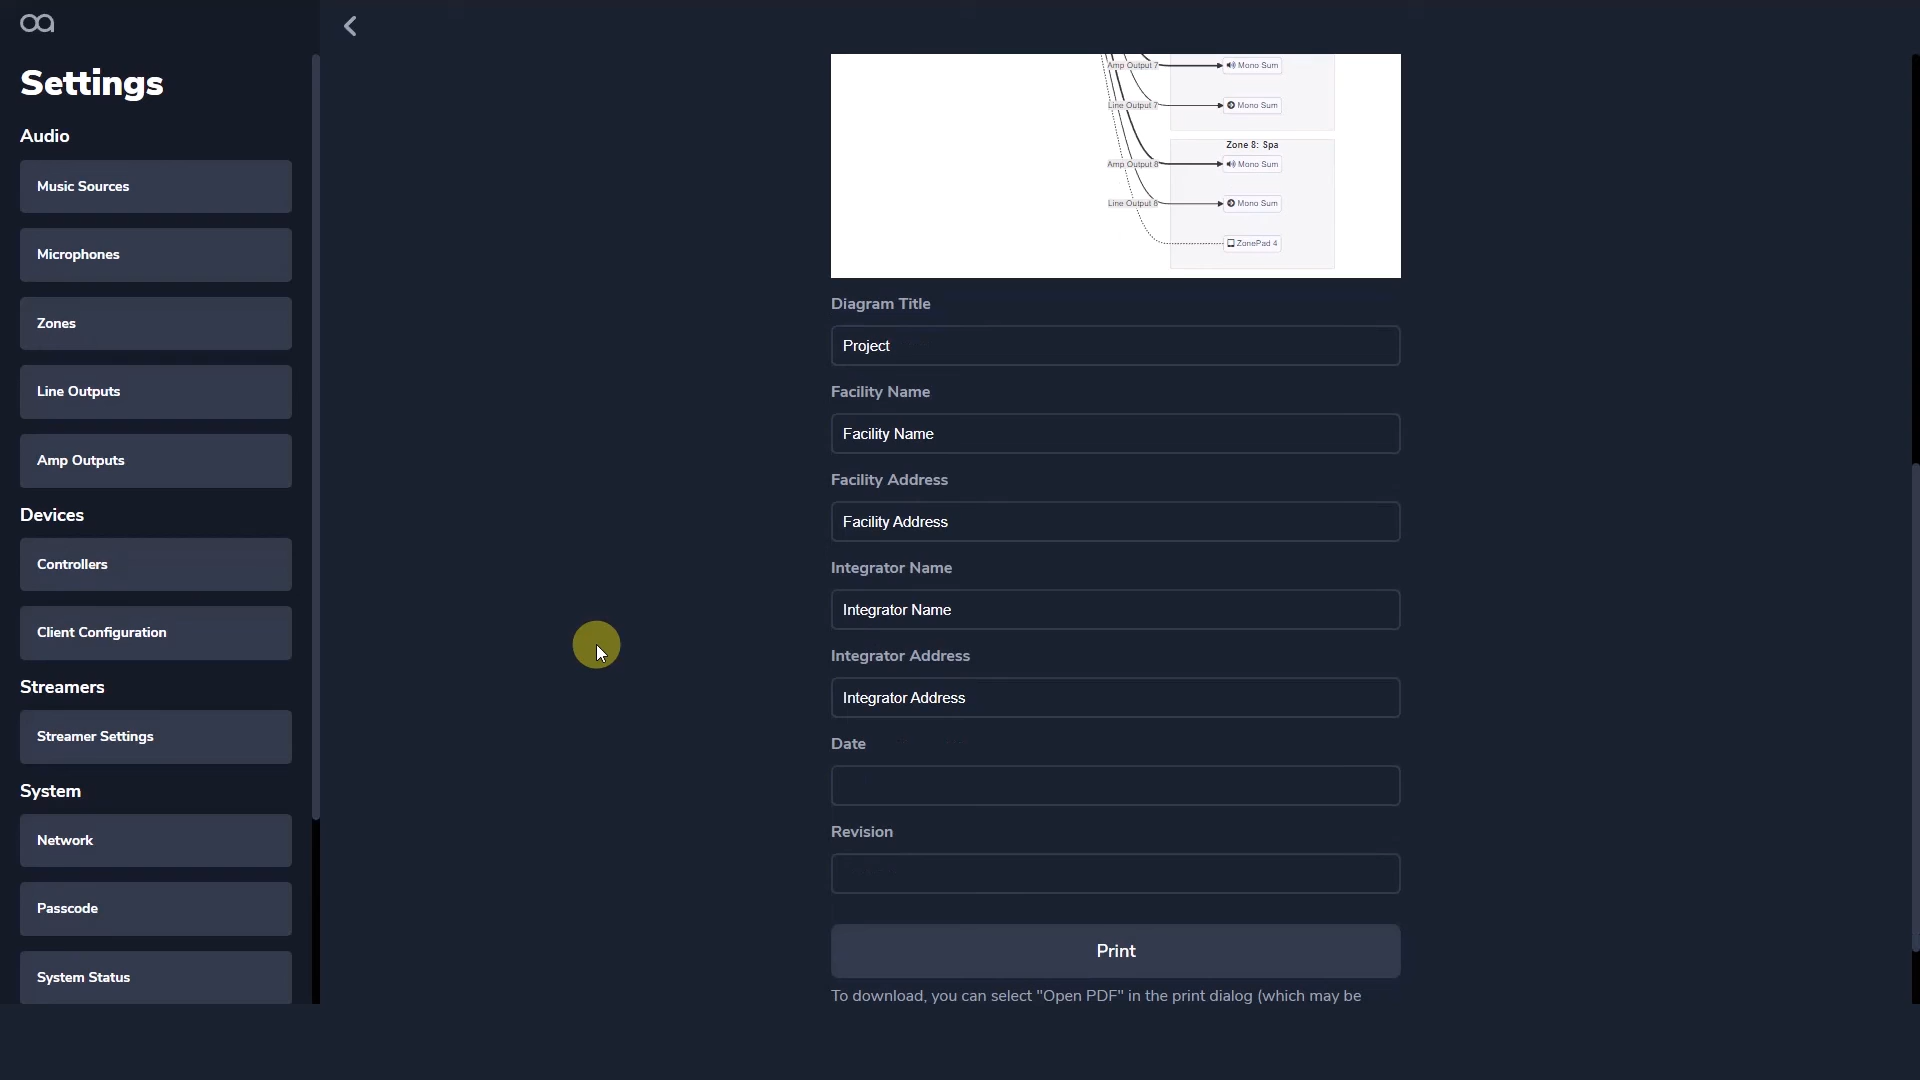 Settings
Audio
Music Sources
Microphones
Zones
Line Outputs
Amp Outputs
Devices
Controllers
Client Configuration
Streamers
Streamer Settings
System
Network
Passcode
System Status
Amp Output 7
Mono Sum
Line Output 7
Mono Sum
Zone 8: Spa
Amp Output 8
Mono Sum
Line Output 8
Mono Sum
ZonePad 4
Diagram Title
Project
Facility Name
Facility Name
Facility Address
Facility Address
Integrator Name
Integrator Name
Integrator Address
Integrator Address
Date
Revision
Print
To download, you can select "Open PDF" in the print dialog (which may be